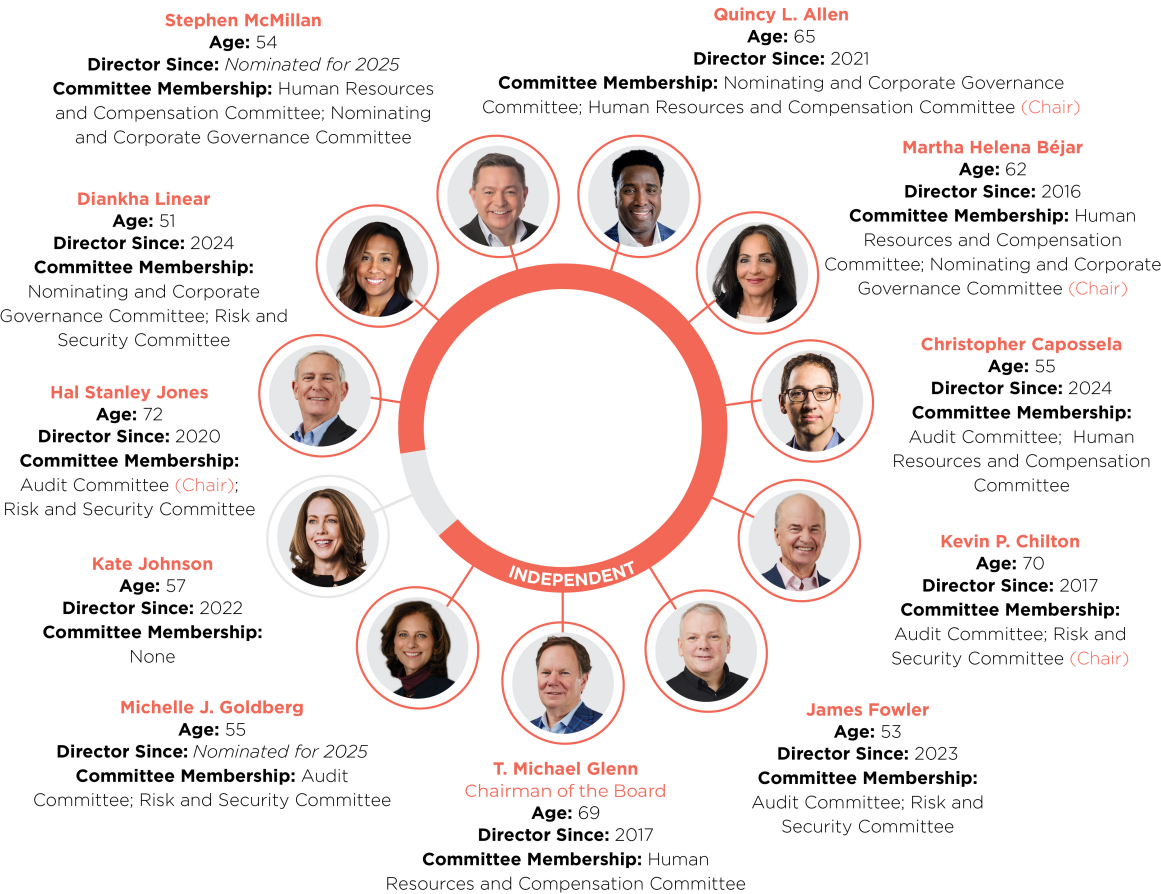 Stephen McMillan
Age: 54
Director Since: Nominated for 2025
Committee Membership: Human Resources
and Compensation Committee; Nominating
and Corporate Governance Committee
Quincy L. Allen
Age: 65
Director Since: 2021
Committee Membership: Nominating and Corporate Governance
Committee; Human Resources and Compensation Committee (Chair)
Martha Helena Béjar
Age: 62
Director Since: 2016
Committee Membership: Human
Resources and Compensation
Committee; Nominating and Corporate
Governance Committee (Chair)
Christopher Capossela
Age: 55
Director Since: 2024
Committee Membership:
Audit Committee; Human
Resources and Compensation
Committee
Kevin P. Chilton
Age: 70
Director Since: 2017
Committee Membership:
Audit Committee; Risk and
Security Committee (Chair)
James Fowler
Age: 53
Director Since: 2023
Committee Membership:
Audit Committee; Risk and
Security Committee
T. Michael Glenn
Chairman of the Board
Age: 69
Director Since: 2017
Committee Membership: Human
Resources and Compensation Committee
Michelle J. Goldberg
Age: 55
Director Since: Nominated for 2025
Committee Membership: Audit
Committee; Risk and Security Committee
Kate Johnson
Age: 57
Director Since: 2022
Committee Membership:
None
Hal Stanley Jones
Age: 72
Director Since: 2020
Committee Membership:
Audit Committee (Chair);
Risk and Security Committee
Diankha Linear
Age: 51
Director Since: 2024
Committee Membership:
Nominating and Corporate
Governance Committee; Risk and
Security Committee
INDEPENDENT